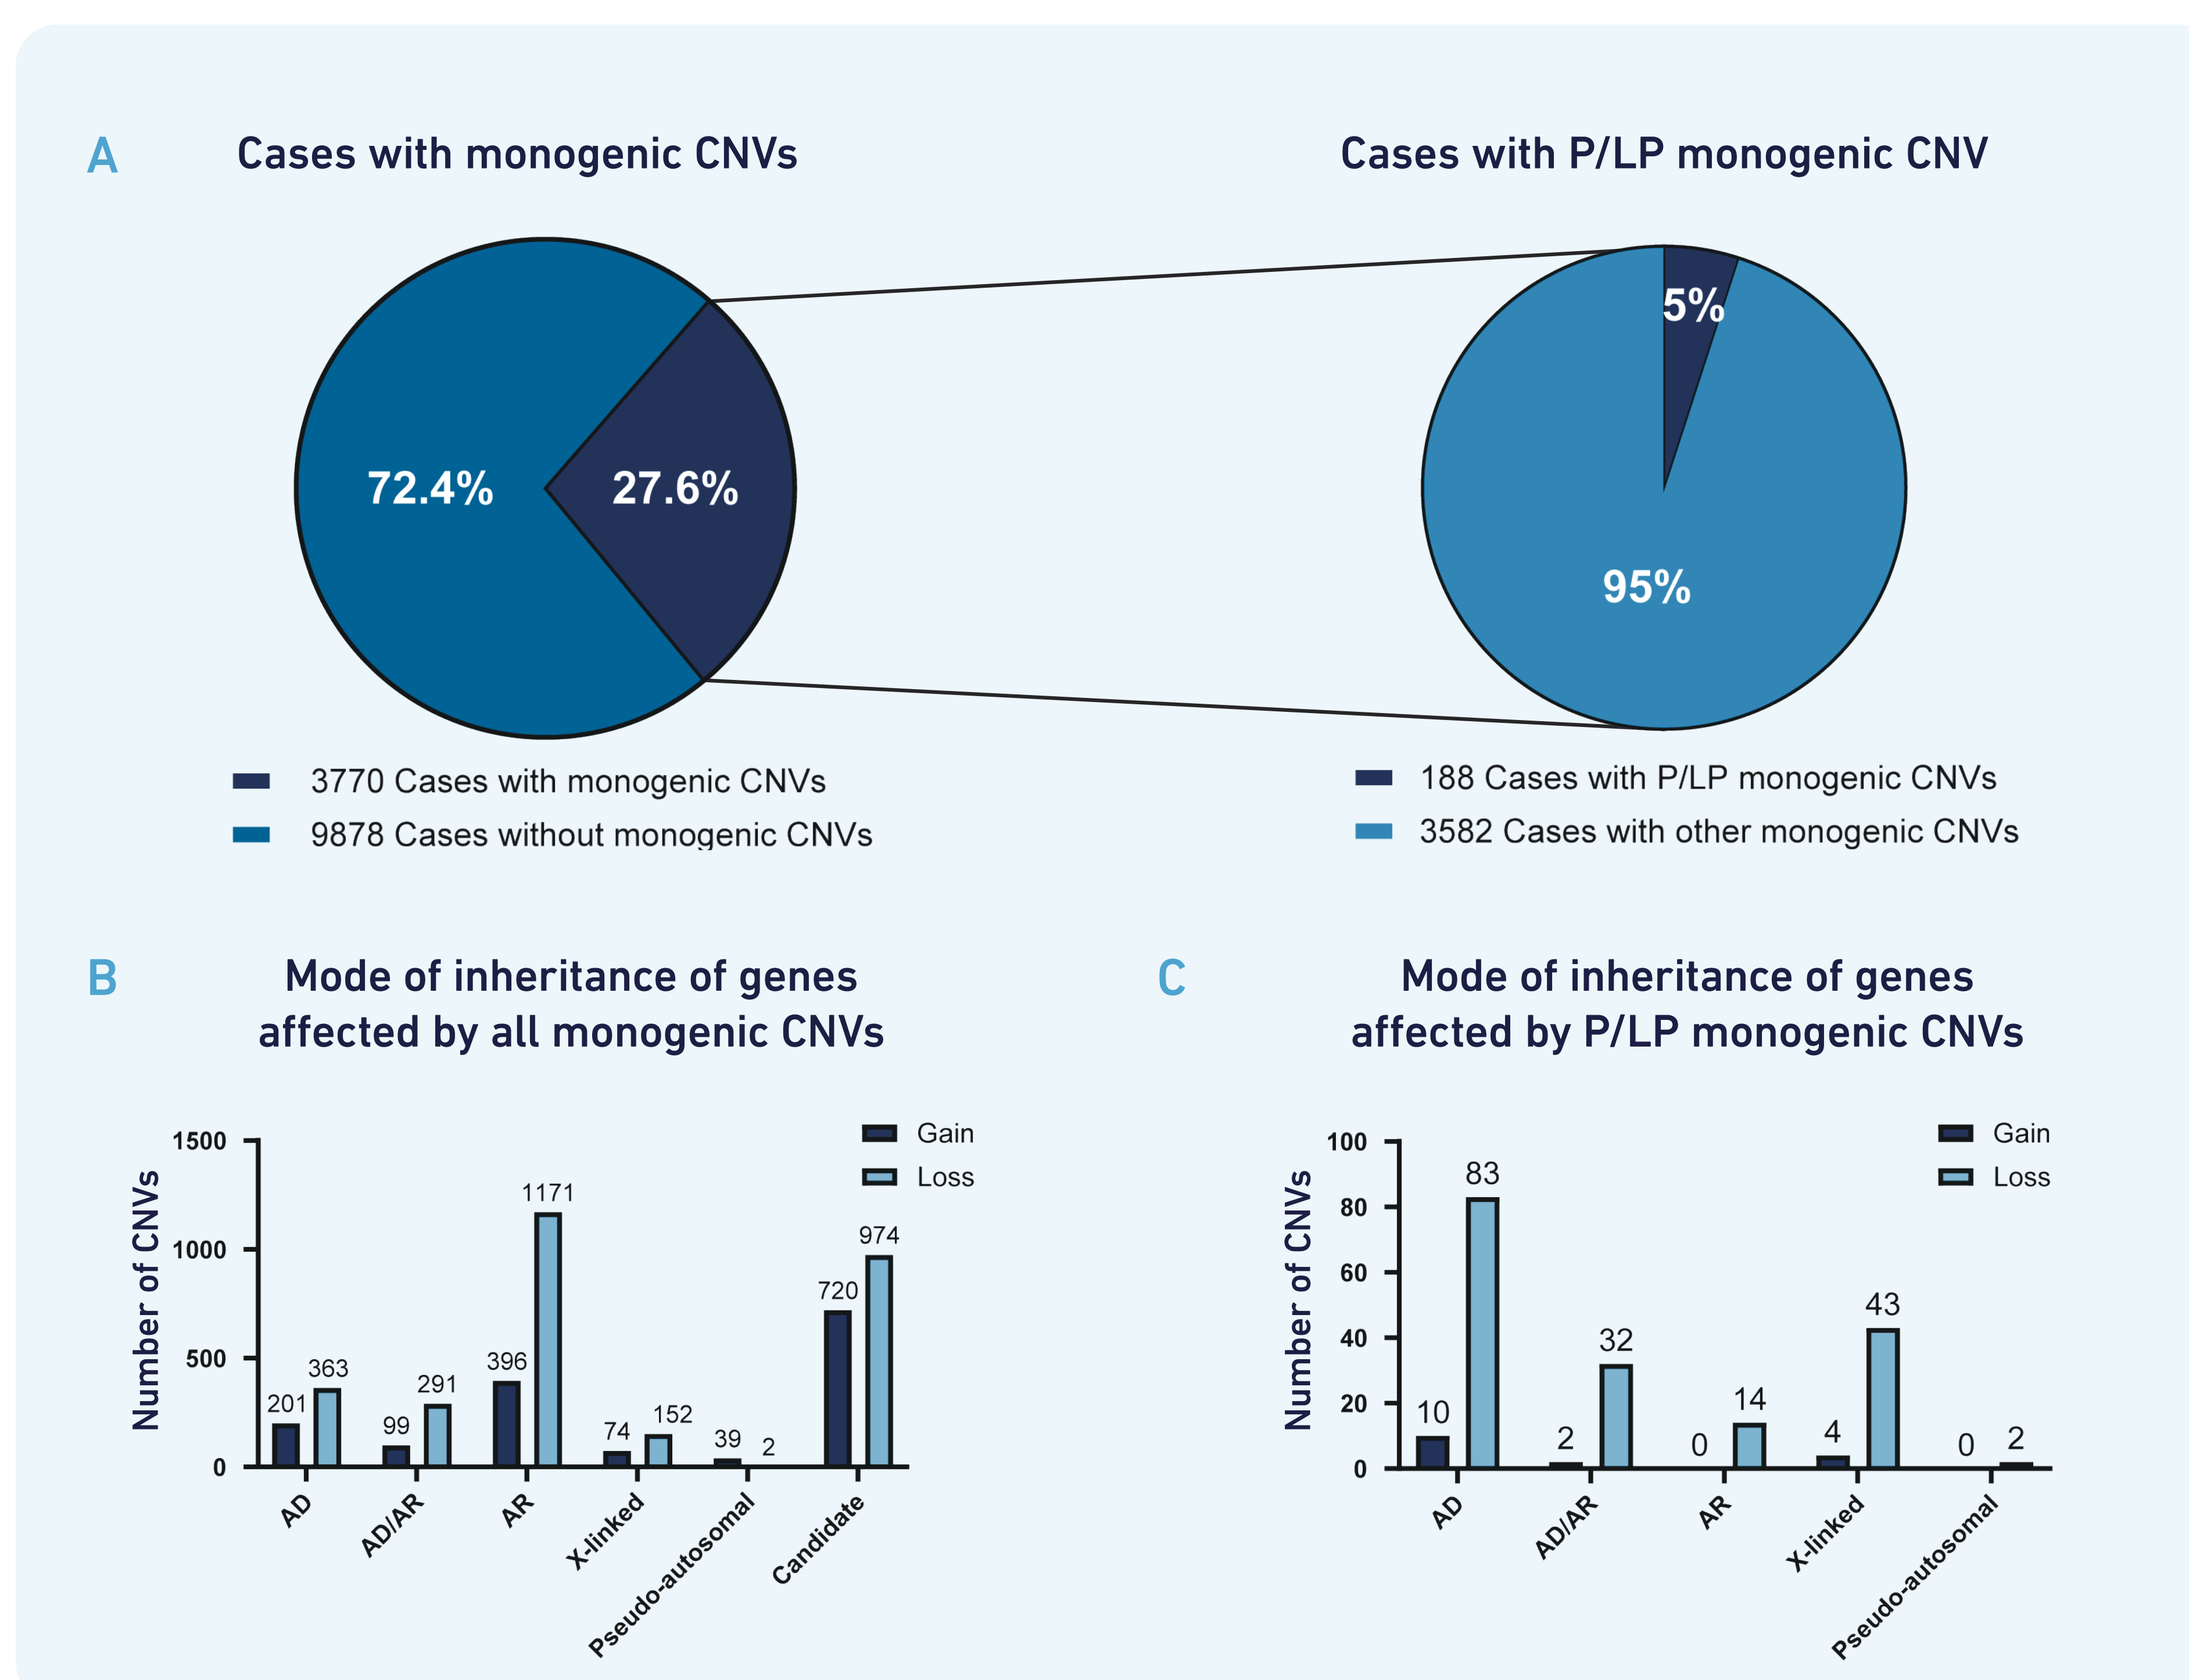 A
Cases with monogenic CNVs
Cases with P/LP monogenic CNV
72.4%
27.6%
5%
95%
3770 Cases with monogenic CNVs
9878 Cases without monogenic CNVs
188 Cases with P/LP monogenic CNVs
3582 Cases with other monogenic CNVs
B
Mode of inheritance of genes
affected by all monogenic CNVs
Number of CNVs
1500
1000
500
0
Gain
Loss
201
363
99
291
396
1171
74
152
39
2
720
974
AD
AD/AR
AR
X-linked
Pseudo-autosomal
Candidate
C
Mode of inheritance of genes
affected by P/LP monogenic CNVs
Number of CNVs
100
80
60
40
20
0
Gain
Loss
10
83
2
32
0
14
4
43
0
2
AD
AD/AR
AR
X-linked
Pseudo-autosomal